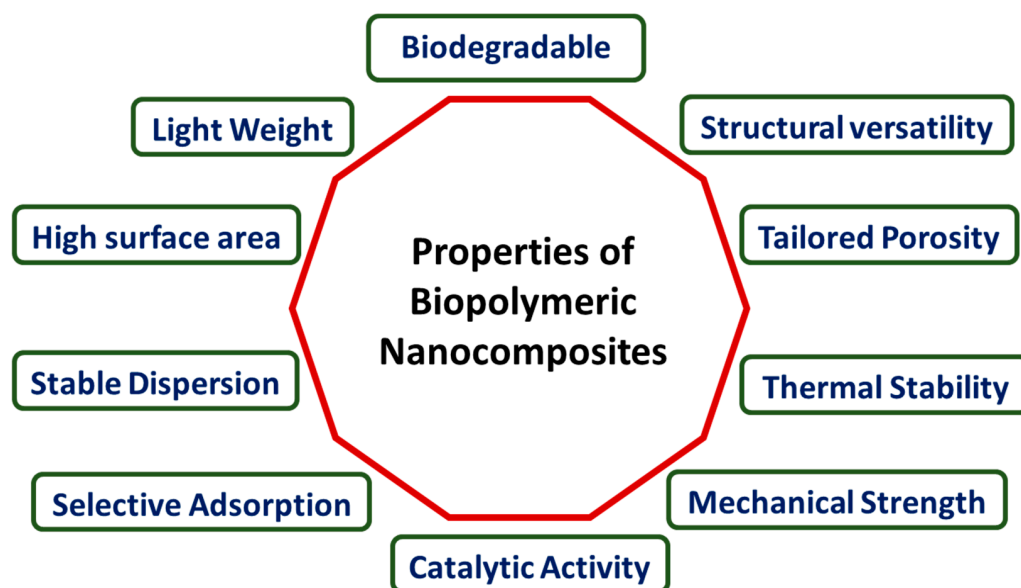 Biodegradable
Light Weight
Structural versatility
High surface area
Tailored Porosity
Properties of
Biopolymeric
Nanocomposites
Stable Dispersion
Thermal Stability
Selective Adsorption
Mechanical Strength
Catalytic Activity